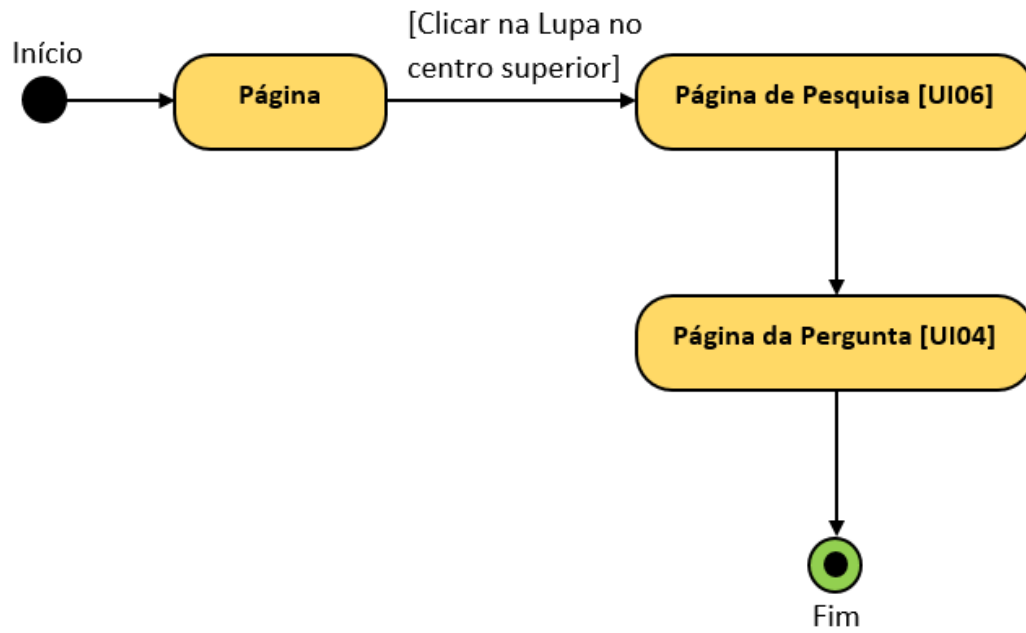 Início
Página
[Clicar na Lupa no
centro superior]
Página de Pesquisa [UI06]
Página da Pergunta [UI04]
Fim